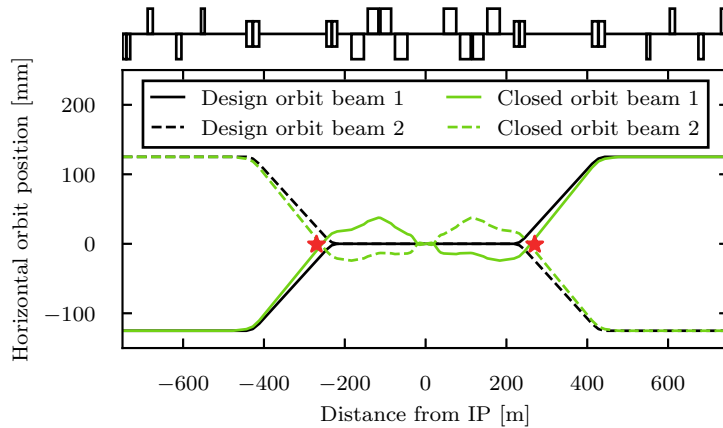 Design orbit beam 1
Closed orbit beam 1
Design orbit beam 2
Closed orbit beam 2
Horizontal orbit position [mm]
200
100
0
−100
−600 −400 −200 0 200 400 600
Distance from IP [m]